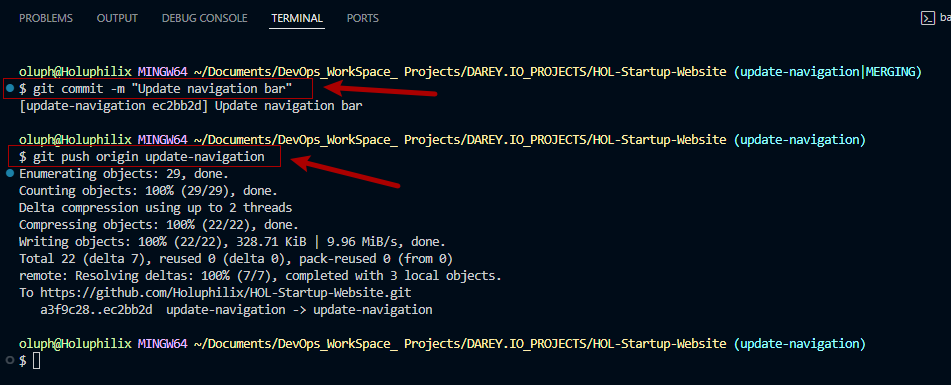 PROBLEMS OUTPUT DEBUG CONSOLE TERMINAL PORTS ba
oluph@Holuphilix MINGW64 ~/Documents/DevOps_WorkSpace_ Projects/DAREY.IO_PROJECTS/HOL-Startup-Website (update-navigation|MERGING)
$ git commit -m "Update navigation bar"
[update-navigation ec2bb2d] Update navigation bar
oluph@Holuphilix MINGW64 ~/Documents/DevOps_WorkSpace_ Projects/DAREY.IO_PROJECTS/HOL-Startup-Website (update-navigation)
$ git push origin update-navigation
Enumerating objects: 29, done.
Counting objects: 100% (29/29), done.
Delta compression using up to 2 threads
Compressing objects: 100% (22/22), done.
Writing objects: 100% (22/22), 328.71 KiB | 9.96 MiB/s, done.
Total 22 (delta 7), reused 0 (delta 0), pack-reused 0 (from 0)
remote: Resolving deltas: 100% (7/7), completed with 3 local objects.
To https://github.com/Holuphilix/HOL-Startup-Website.git
a3f9c28..ec2bb2d update-navigation -> update-navigation
oluph@Holuphilix MINGW64 ~/Documents/DevOps_WorkSpace_ Projects/DAREY.IO_PROJECTS/HOL-Startup-Website (update-navigation)
$